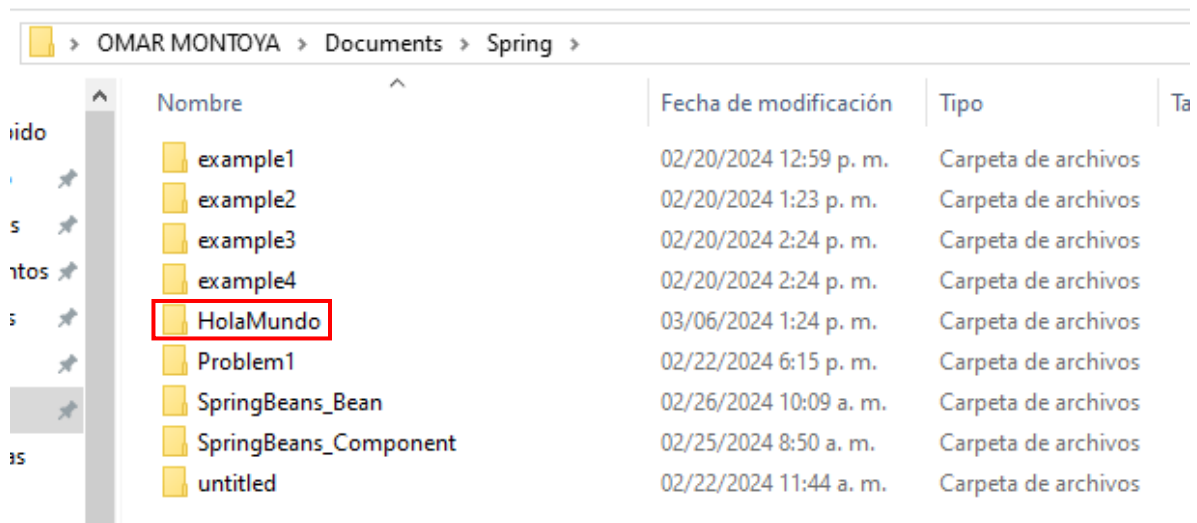 OMAR MONTOYA > Documents > Spring >
Nombre Fecha de modificación Tipo
example1 02/20/2024 12:59 p. m. Carpeta de archivos
example2 02/20/2024 1:23 p. m. Carpeta de archivos
example3 02/20/2024 2:24 p. m. Carpeta de archivos
example4 02/20/2024 2:24 p. m. Carpeta de archivos
HolaMundo 03/06/2024 1:24 p. m. Carpeta de archivos
Problem1 02/22/2024 6:15 p. m. Carpeta de archivos
SpringBeans_Bean 02/26/2024 10:09 a. m. Carpeta de archivos
SpringBeans_Component 02/25/2024 8:50 a. m. Carpeta de archivos
untitled 02/22/2024 11:44 a. m. Carpeta de archivos